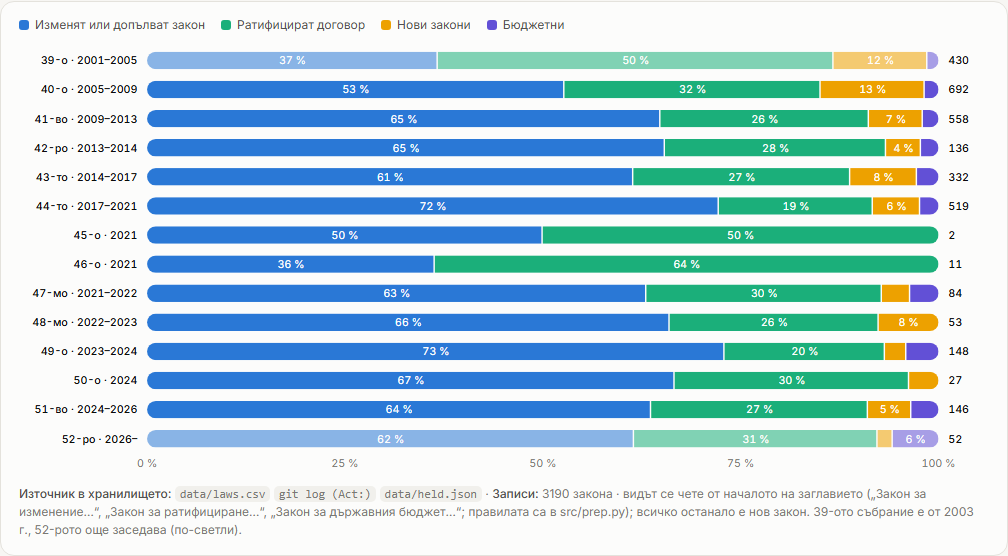 Изменят или допълват закон Ратифицират договор Нови закони Бюджетни
39-о · 2001–2005 37 % 50 % 12 % 430
40-о · 2005–2009 53 % 32 % 13 % 692
41-во · 2009–2013 65 % 26 % 7 % 558
42-ро · 2013–2014 65 % 28 % 4 % 136
43-то · 2014–2017 61 % 27 % 8 % 332
44-то · 2017–2021 72 % 19 % 6 % 519
45-о · 2021 50 % 50 % 2
46-о · 2021 36 % 64 % 11
47-мо · 2021–2022 63 % 30 % 84
48-мо · 2022–2023 66 % 26 % 8 % 53
49-о · 2023–2024 73 % 20 % 148
50-о · 2024 67 % 30 % 27
51-во · 2024–2026 64 % 27 % 5 % 146
52-ро · 2026– 62 % 31 % 6 % 52
0 % 25 % 50 % 75 % 100 %
Източник в хранилището: data/laws.csv git log (Act:) data/held.json · Записи: 3190 закона · видът се чете от началото на заглавието („Закон за
изменение…“, „Закон за ратифициране…“, „Закон за държавния бюджет…“; правилата са в src/prep.py); всичко останало е нов закон. 39-ото събрание е от 2003
г., 52-рото още заседава (по-светли).